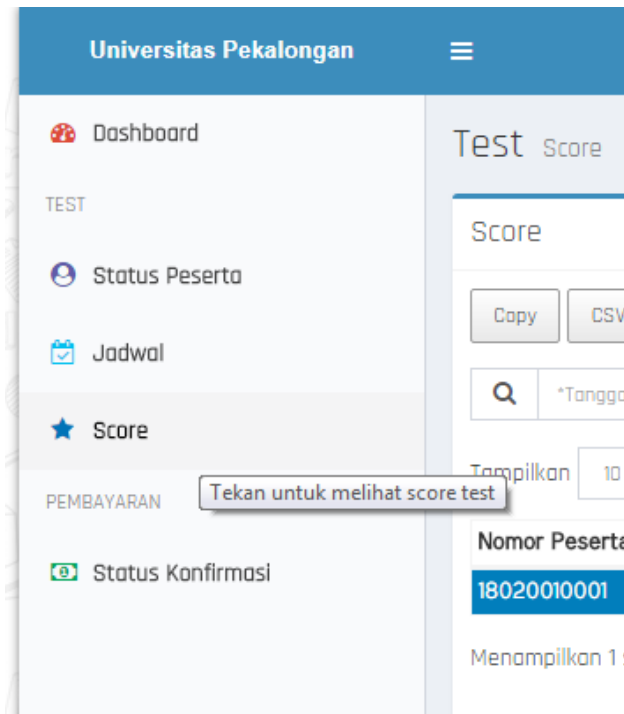 Universitas Pekalongan
Dashboard
TEST
Status Peserta
Jadwal
Score
Tekan untuk melihat score test
PEMBAYARAN
Status Konfirmasi
Test Score
Score
Copy
Tampilkan 10
Nomor Peserta
18020010001
Menampilkan 1